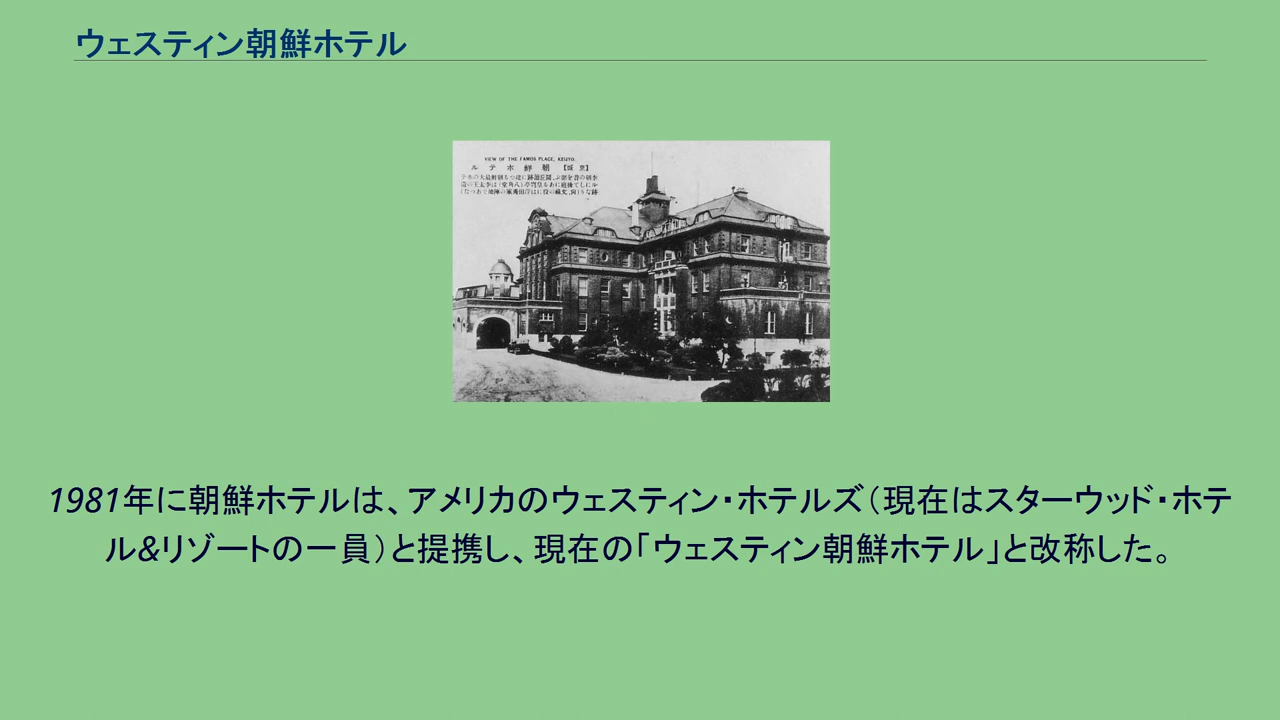 ウェスティン朝鮮ホテル
VIEW OF THE FAMOS PLACE, KEIJYO.
ル テ ホ 鮮 朝 【城 京】
1981年に朝鮮ホテルは、アメリカのウェスティン・ホテルズ（現在はスターウッド・ホテ
ル&リゾートの一員）と提携し、現在の「ウェスティン朝鮮ホテル」と改称した。